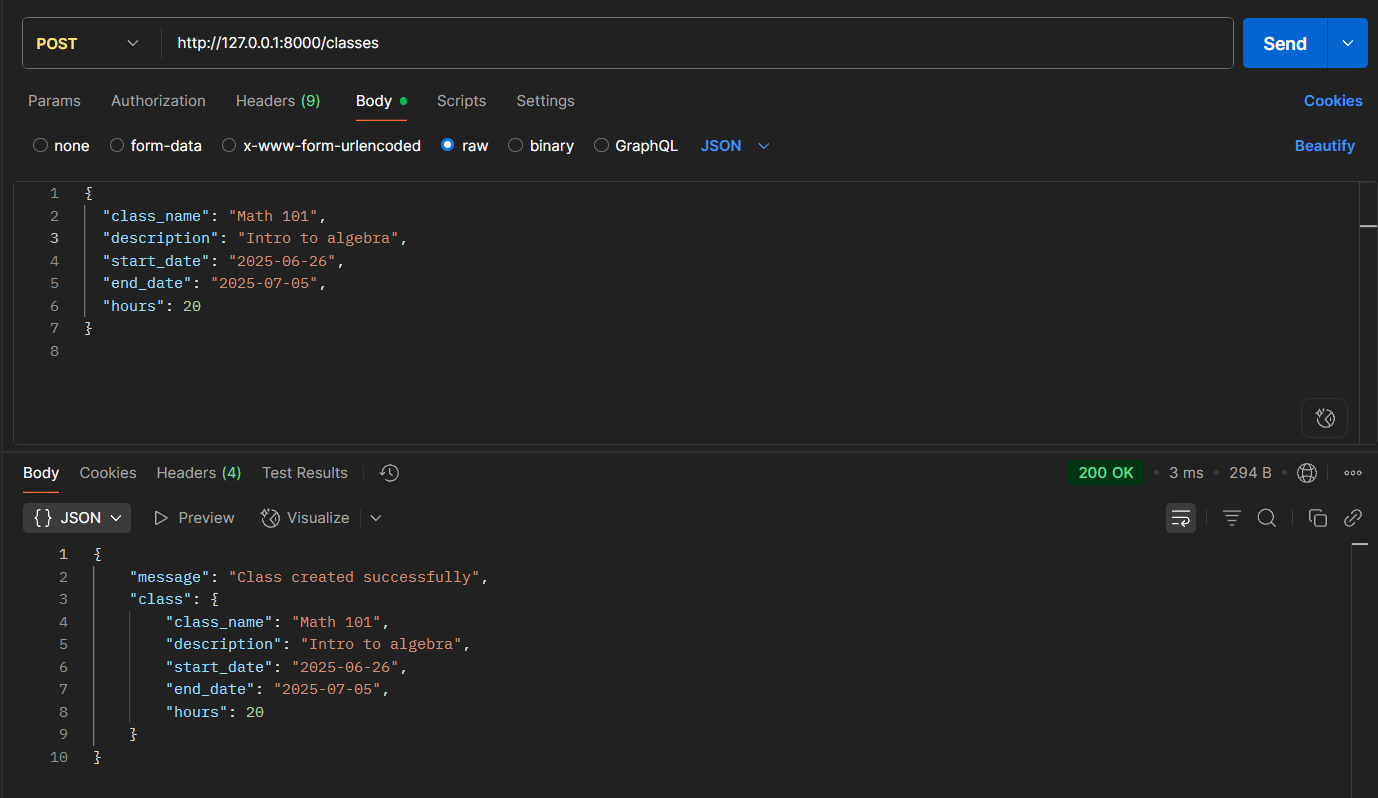 POST http://127.0.0.1:8000/classes Send
Params Authorization Headers (9) Body Scripts Settings Cookies
none form-data x-www-form-urlencoded raw binary GraphQL JSON Beautify
1 {
2 "class_name": "Math 101",
3 "description": "Intro to algebra",
4 "start_date": "2025-06-26",
5 "end_date": "2025-07-05",
6 "hours": 20
7 }
8
Body Cookies Headers (4) Test Results 200 OK • 3 ms • 294 B •
{} JSON Preview Visualize
1 {
2 "message": "Class created successfully",
3 "class": {
4 "class_name": "Math 101",
5 "description": "Intro to algebra",
6 "start_date": "2025-06-26",
7 "end_date": "2025-07-05",
8 "hours": 20
9 }
10 }